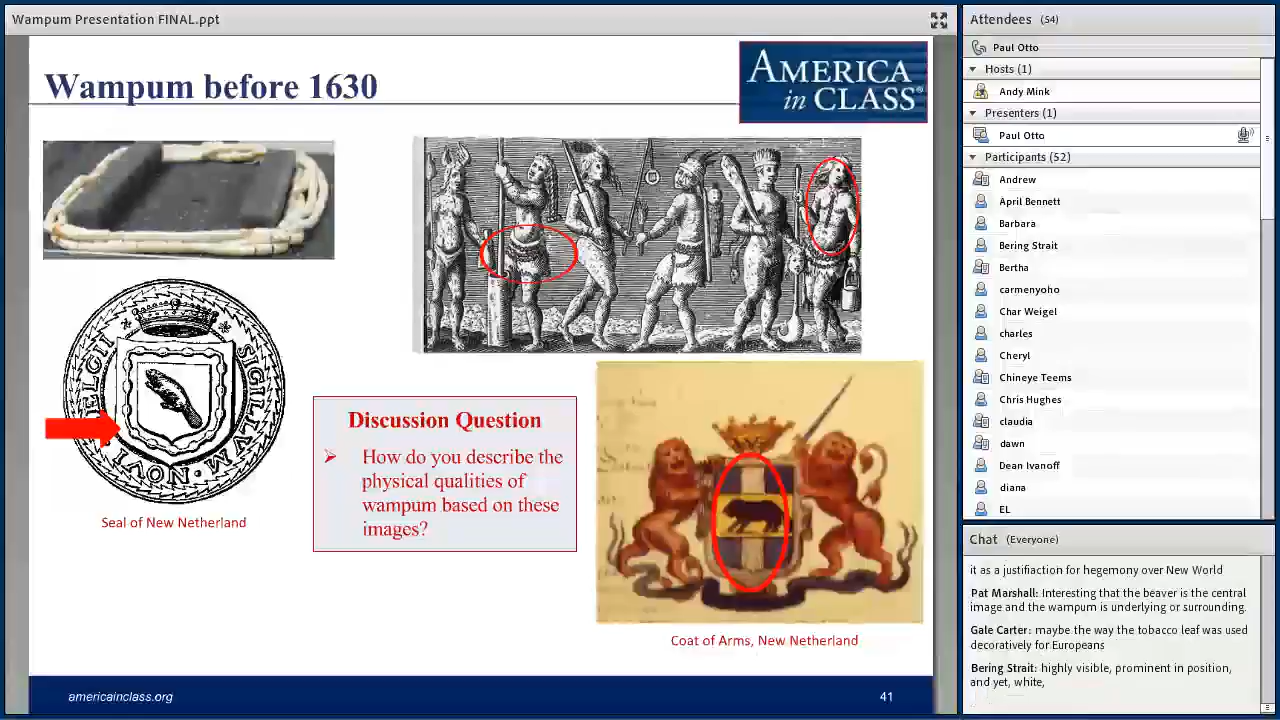 Wampum Presentation FINAL.ppt
Wampum before 1630
AMERICA
in CLASS®
BELGII SIGILLVM NOVI
Seal of New Netherland
Discussion Question
➢ How do you describe the
physical qualities of
wampum based on these
images?
Coat of Arms, New Netherland
americainclass.org
41
Attendees (54)
Paul Otto
Hosts (1)
Andy Mink
Presenters (1)
Paul Otto
Participants (52)
Andrew
April Bennett
Barbara
Bering Strait
Bertha
carmenyoho
Char Weigel
charles
Cheryl
Chineye Teems
Chris Hughes
claudia
dawn
Dean Ivanoff
diana
EL
Chat (Everyone)
it as a justifiaction for hegemony over New World
Pat Marshall: Interesting that the beaver is the central
image and the wampum is underlying or surrounding.
Gale Carter: maybe the way the tobacco leaf was used
decoratively for Europeans
Bering Strait: highly visible, prominent in position,
and yet, white,